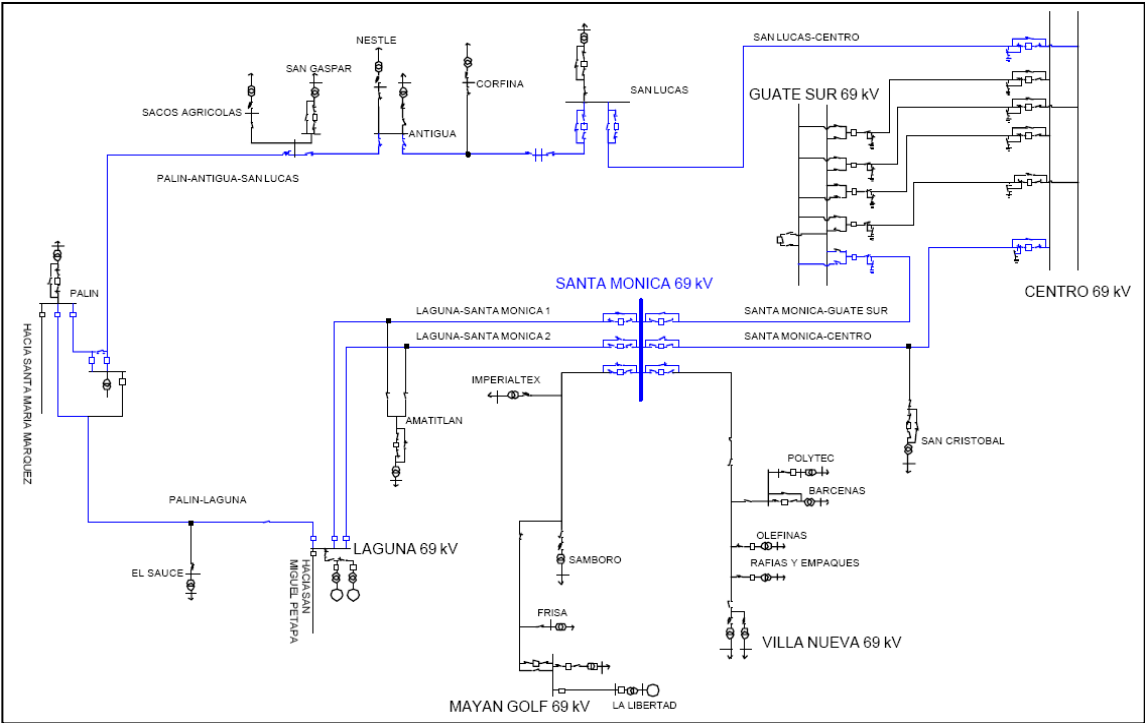 SAN LUCAS-CENTRO
NESTLE
SAN GASPAR
CORFINA
SAN LUCAS
GUATE SUR 69 kV
SACOS AGRICOLAS
ANTIGUA
PALIN-ANTIGUA-SAN LUCAS
SANTA MONICA 69 kV
CENTRO 69 kV
PALIN
LAGUNA-SANTA MONICA 1
SANTA MONICA-GUATE SUR
LAGUNA-SANTA MONICA 2
SANTA MONICA-CENTRO
HACIA SANTA MARIA MARQUEZ
IMPERIALTEX
AMATITLAN
SAN CRISTOBAL
POLYTEC
BARCENAS
PALIN-LAGUNA
OLEFINAS
LAGUNA 69 kV
SAMBORO
RAFIAS Y EMPAQUES
EL SAUCE
HACIA SAN
MIGUEL PETAPA
FRISA
VILLA NUEVA 69 kV
MAYAN GOLF 69 kV
LA LIBERTAD